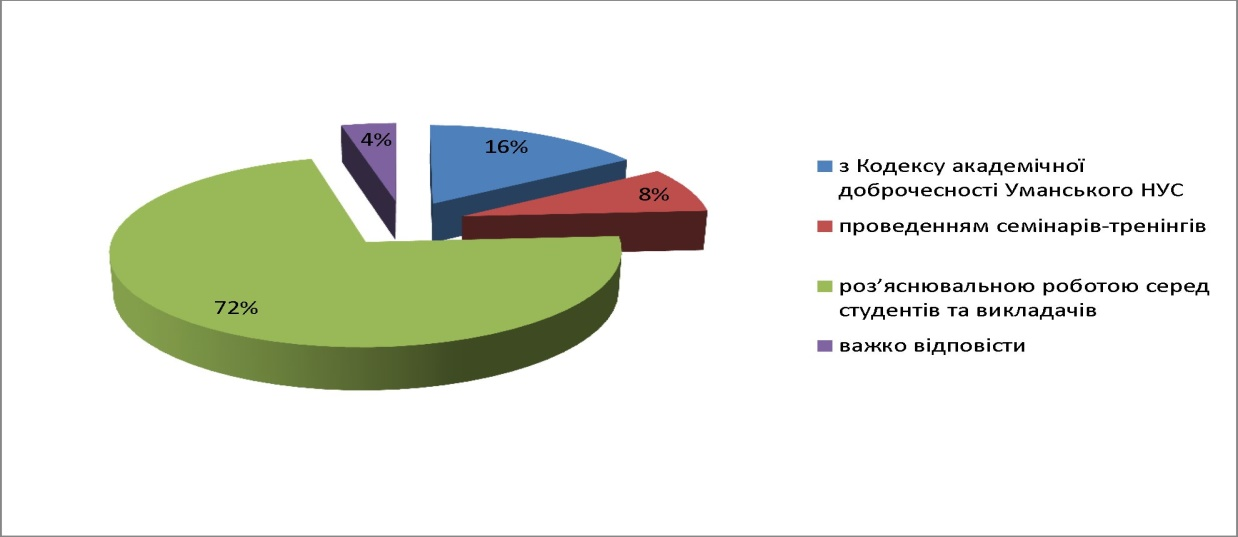 4%
16%
8%
72%
з Кодексу академічної
доброчесності Уманського НУС
проведенням семінарів-тренінгів
роз’яснювальною роботою серед
студентів та викладачів
важко відповісти